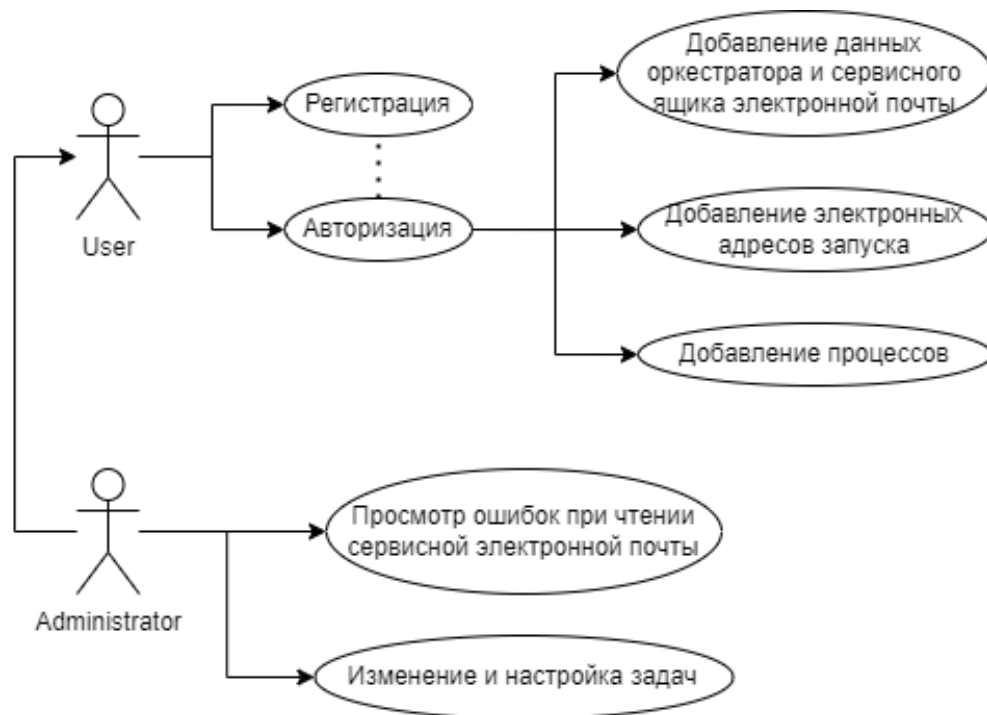 Добавление данных
оркестратора и сервисного
ящика электронной почты
Регистрация
Авторизация
User
Добавление электронных
адресов запуска
Добавление процессов
Просмотр ошибок при чтении
сервисной электронной почты
Administrator
Изменение и настройка задач